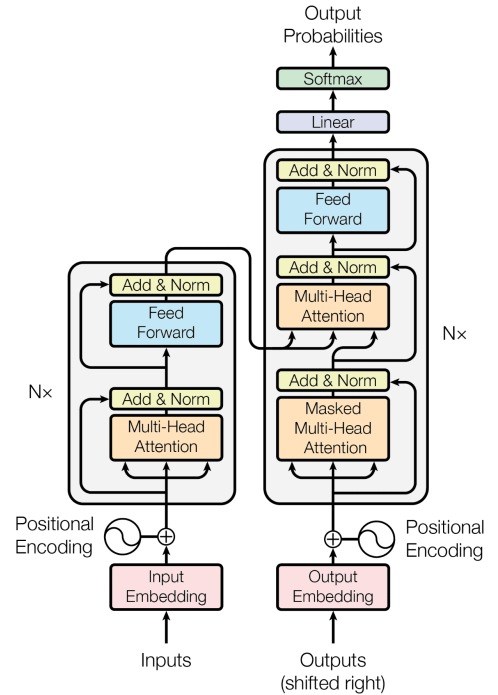 Output
Probabilities
Softmax
Linear
Add & Norm
Feed
Forward
Add & Norm
Multi-Head
Attention
Add & Norm
Masked
Multi-Head
Attention
N×
Add & Norm
Feed
Forward
Add & Norm
Multi-Head
Attention
N×
Positional
Encoding
Positional
Encoding
Input
Embedding
Output
Embedding
Inputs
Outputs
(shifted right)